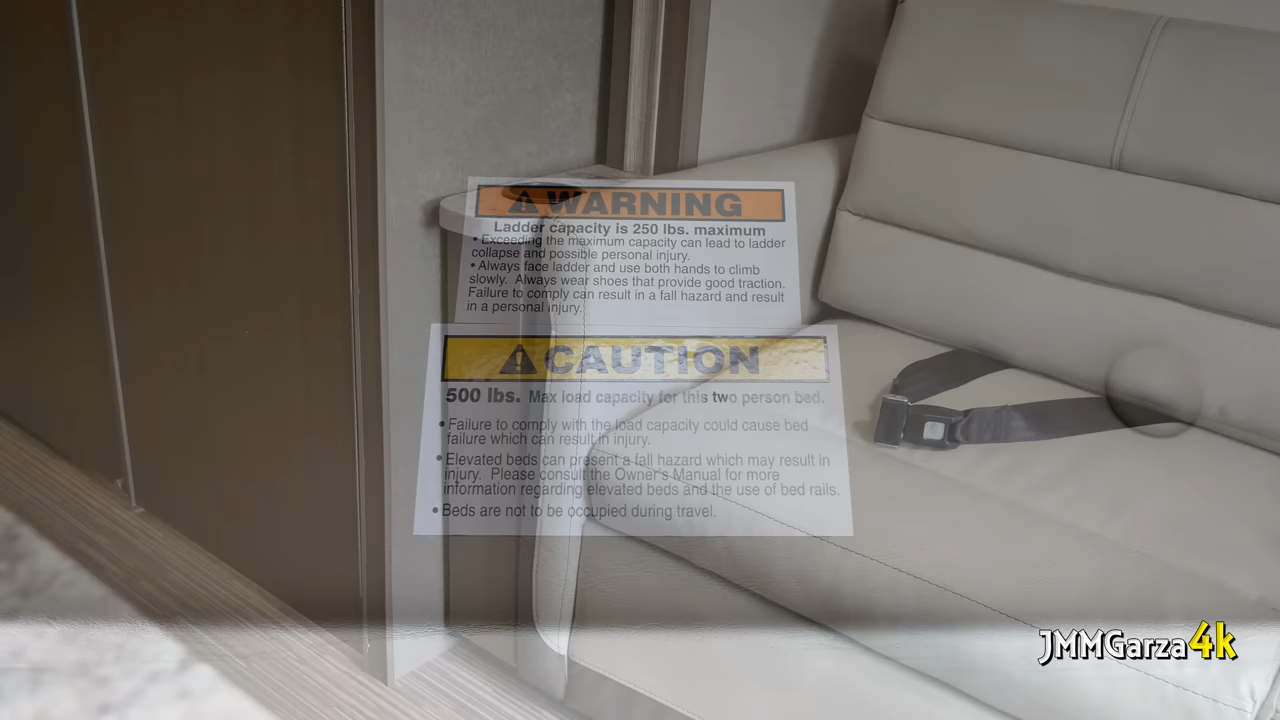 WARNING
Ladder capacity is 250 lbs. maximum
• Exceeding the maximum capacity can lead to ladder
collapse and possible personal injury.
• Always face ladder and use both hands to climb
slowly. Always wear shoes that provide good traction.
Failure to comply can result in a fall hazard and result
in a personal injury.
CAUTION
500 lbs. Max load capacity for this two person bed.
• Failure to comply with the load capacity could cause bed
failure which can result in injury.
• Elevated beds can present a fall hazard which may result in
injury. Please consult the Owner's Manual for more
information regarding elevated beds and the use of bed rails.
• Beds are not to be occupied during travel.
JMMGarza4k